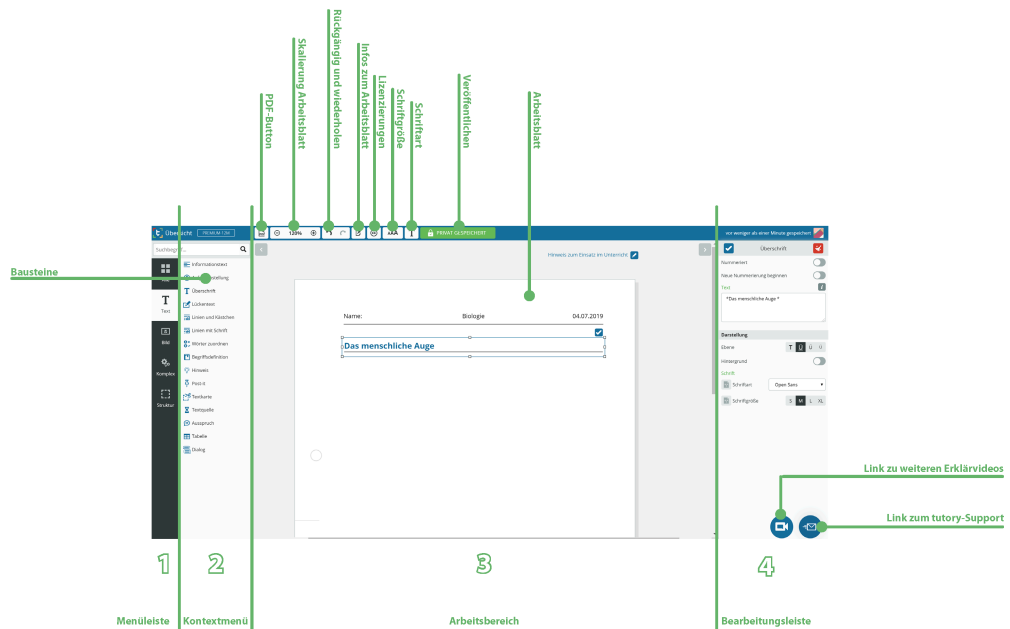 PDF-Button
Skalierung Arbeitsblatt
Rückgängig und wiederholen
Infos zum Arbeitsblatt
Lizenzierungen
Schriftgröße
Schriftart
Veröffentlichen
Arbeitsblatt
Übersicht PREMIUM
120%
AAA
PRIVAT GESPEICHERT
vor weniger als einer Minute gespeichert
Hinweis zum Einsatz im Unterricht
Bausteine
Text
Bild
Komplex
Struktur
Informationstext
Überschrift
Lückentext
Linien und Kästchen
Linien mit Schrift
Wörter zuordnen
Begriffsdefinition
Hinweis
Post-it
Textkarte
Textquelle
Ausspruch
Tabelle
Dialog
Name: Biologie 04.07.2019
Das menschliche Auge
Überschrift
Nummeriert
Neue Nummerierung beginnen
Text
*Das menschliche Auge *
Darstellung
Ebene
Hintergrund
Schrift
Schriftart Open Sans
Schriftgröße S M L XL
Link zu weiteren Erklärvideos
Link zum tutory-Support
1 2 3 4
Menüleiste Kontextmenü Arbeitsbereich Bearbeitungsleiste